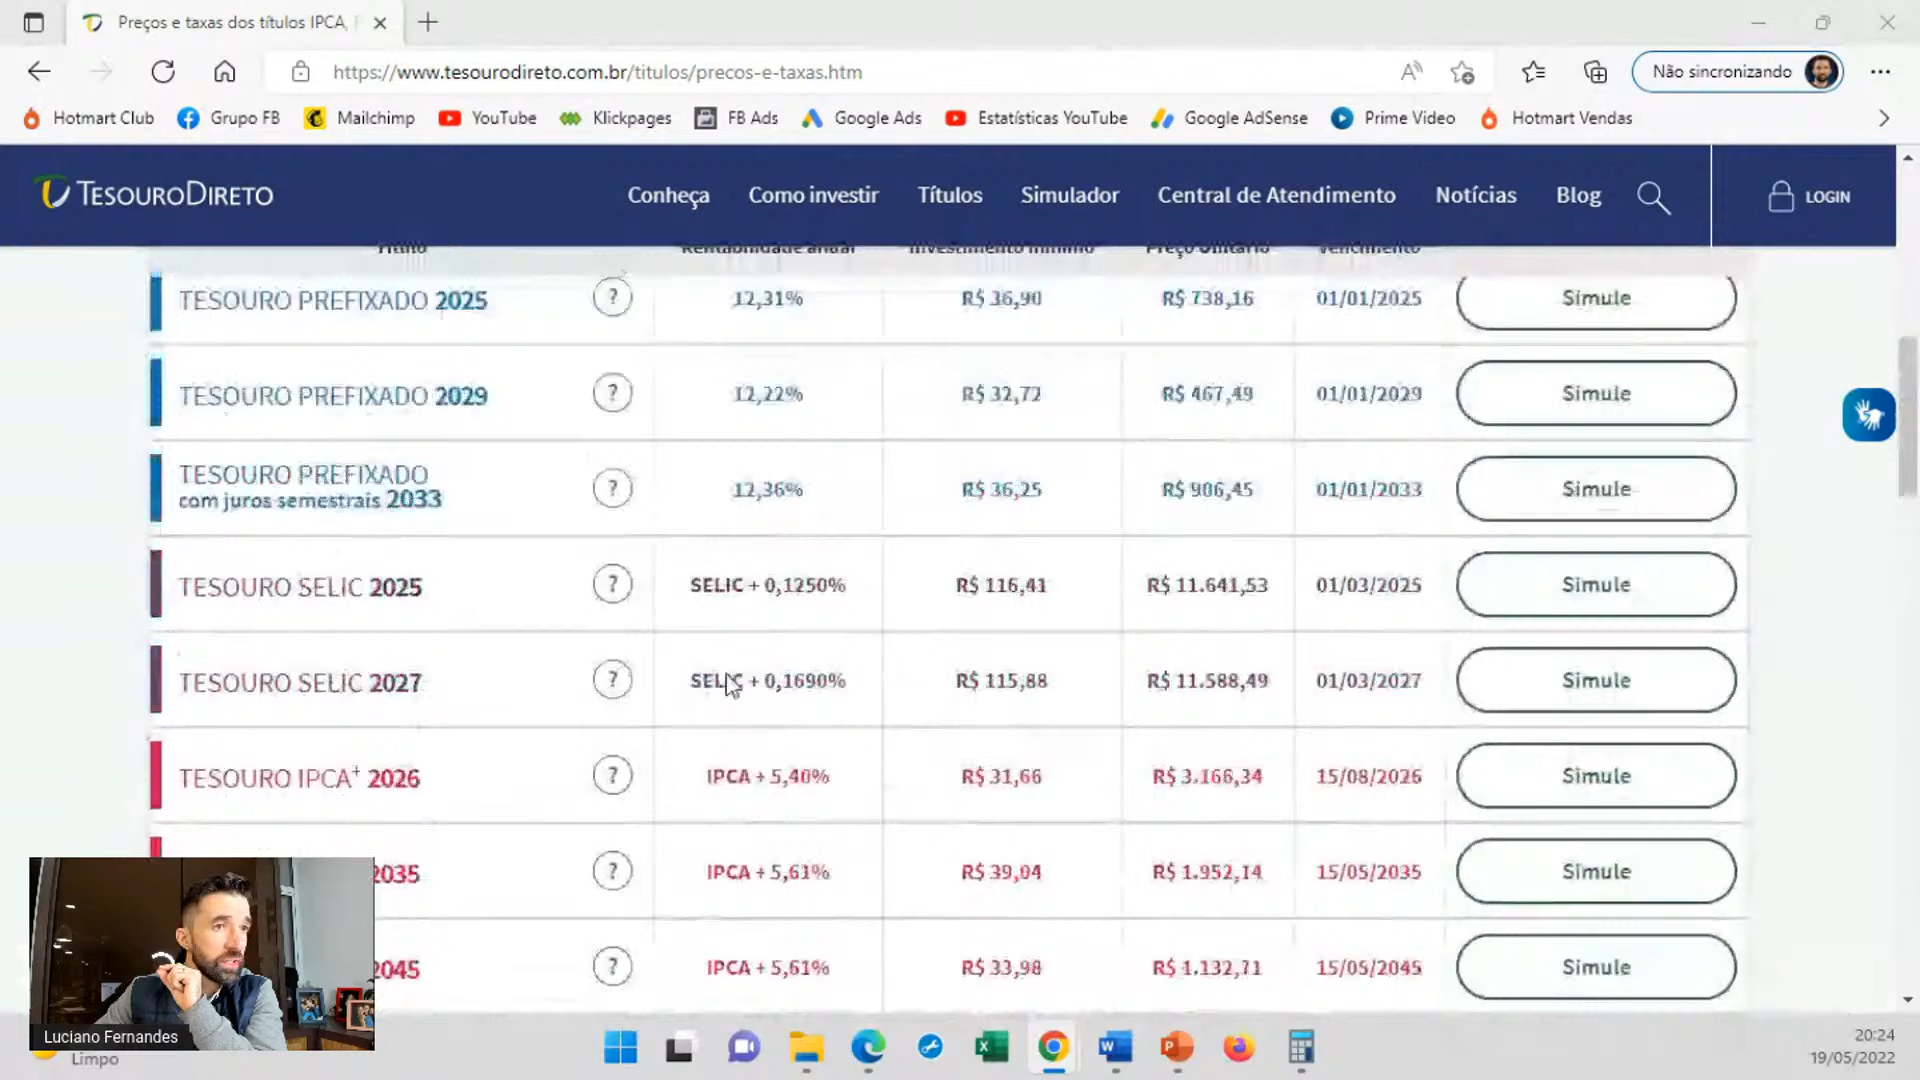 Preços e taxas dos títulos IPCA,
https://www.tesourodireto.com.br/titulos/precos-e-taxas.htm
Não sincronizando
Hotmart Club
Grupo FB
Mailchimp
YouTube
Klickpages
FB Ads
Google Ads
Estatísticas YouTube
Google AdSense
Prime Video
Hotmart Vendas
TESOURODIRETO
Conheça
Como investir
Títulos
Simulador
Central de Atendimento
Notícias
Blog
LOGIN
Título Rentabilidade anual Investimento mínimo Preço Unitário Vencimento
TESOURO PREFIXADO 2025 ? 12,31% R$ 36,90 R$ 738,16 01/01/2025 Simule
TESOURO PREFIXADO 2029 ? 12,22% R$ 32,72 R$ 467,49 01/01/2029 Simule
TESOURO PREFIXADO
com juros semestrais 2033 ? 12,36% R$ 36,25 R$ 906,45 01/01/2033 Simule
TESOURO SELIC 2025 ? SELIC + 0,1250% R$ 116,41 R$ 11.641,53 01/03/2025 Simule
TESOURO SELIC 2027 ? SELIC + 0,1690% R$ 115,88 R$ 11.588,49 01/03/2027 Simule
TESOURO IPCA+ 2026 ? IPCA + 5,40% R$ 31,66 R$ 3.166,34 15/08/2026 Simule
2035 ? IPCA + 5,61% R$ 39,04 R$ 1.952,14 15/05/2035 Simule
2045 ? IPCA + 5,61% R$ 33,98 R$ 1.132,71 15/05/2045 Simule
Luciano Fernandes
Limpo
20:24
19/05/2022